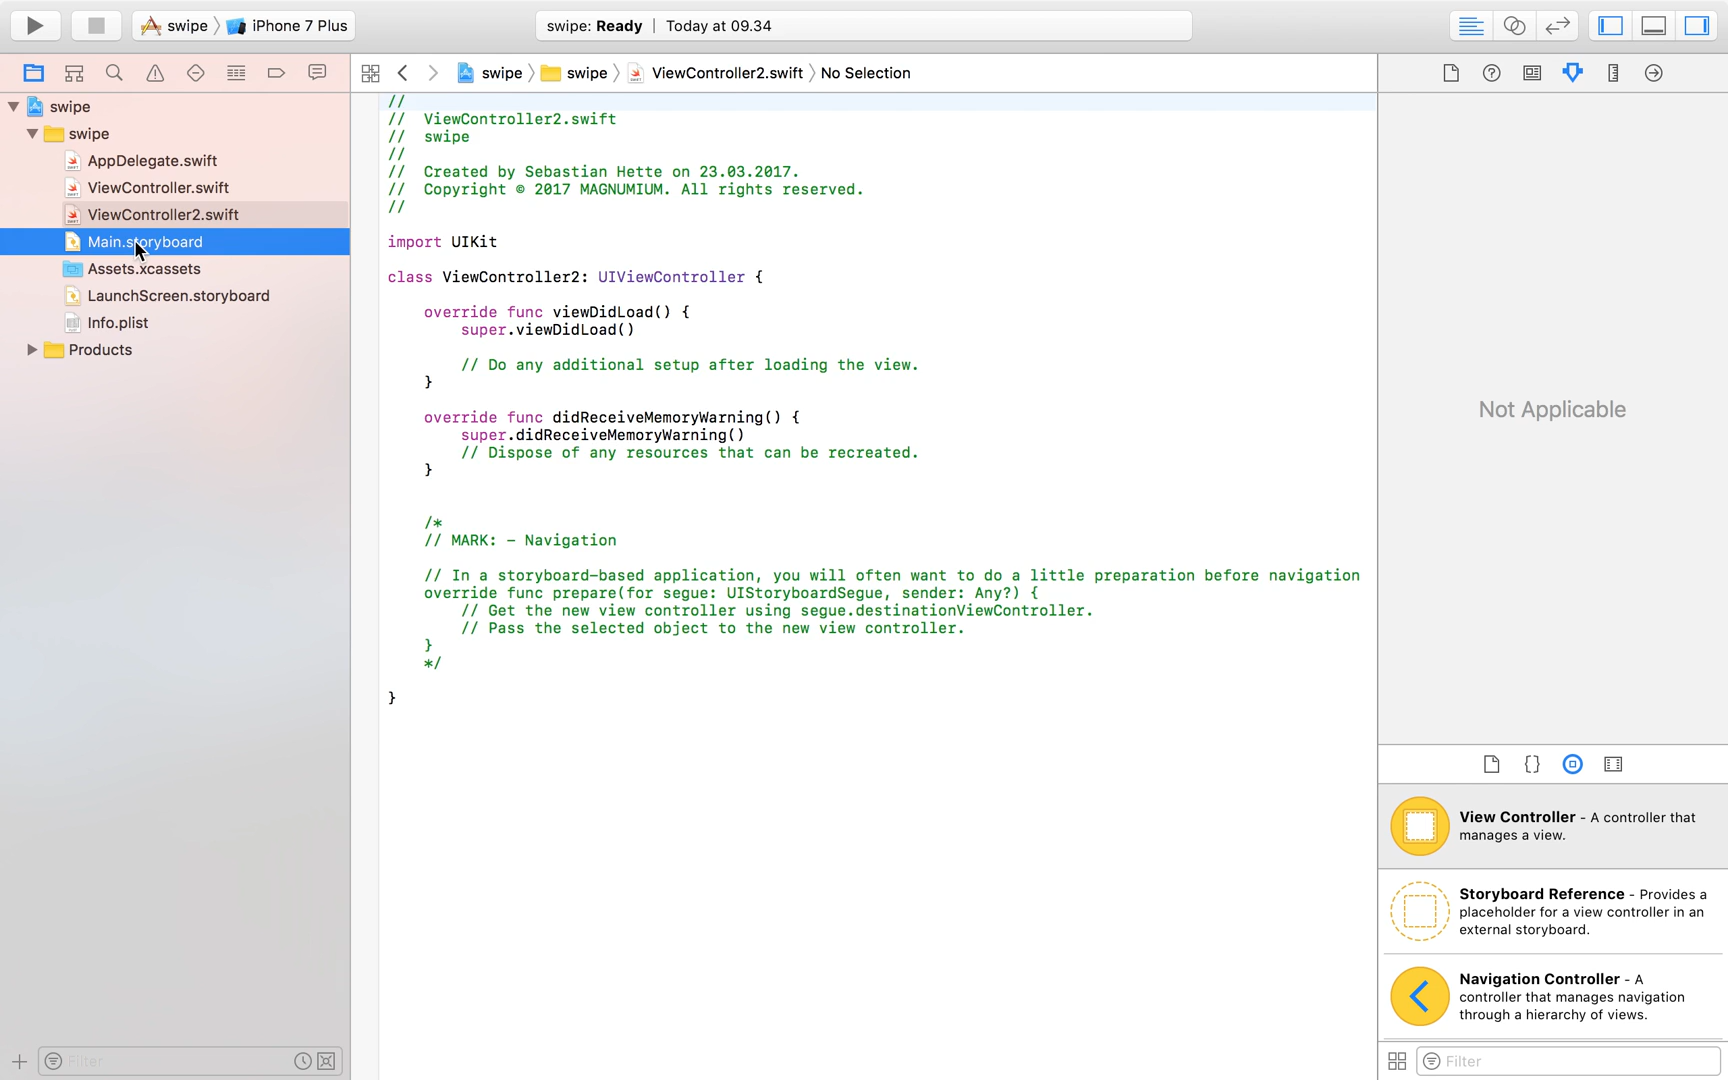 swipe iPhone 7 Plus
swipe: Ready Today at 09.34
swipe swipe ViewController2.swift No Selection
swipe
swipe
AppDelegate.swift
ViewController.swift
ViewController2.swift
Main.storyboard
Assets.xcassets
LaunchScreen.storyboard
Info.plist
Products
Filter
//
// ViewController2.swift
// swipe
//
// Created by Sebastian Hette on 23.03.2017.
// Copyright © 2017 MAGNUMIUM. All rights reserved.
//
import UIKit
class ViewController2: UIViewController {
override func viewDidLoad() {
super.viewDidLoad()
// Do any additional setup after loading the view.
}
override func didReceiveMemoryWarning() {
super.didReceiveMemoryWarning()
// Dispose of any resources that can be recreated.
}
/*
// MARK: - Navigation
// In a storyboard-based application, you will often want to do a little preparation before navigation
override func prepare(for segue: UIStoryboardSegue, sender: Any?) {
// Get the new view controller using segue.destinationViewController.
// Pass the selected object to the new view controller.
}
*/
}
Not Applicable
View Controller - A controller that
manages a view.
Storyboard Reference - Provides a
placeholder for a view controller in an
external storyboard.
Navigation Controller - A
controller that manages navigation
through a hierarchy of views.
Filter